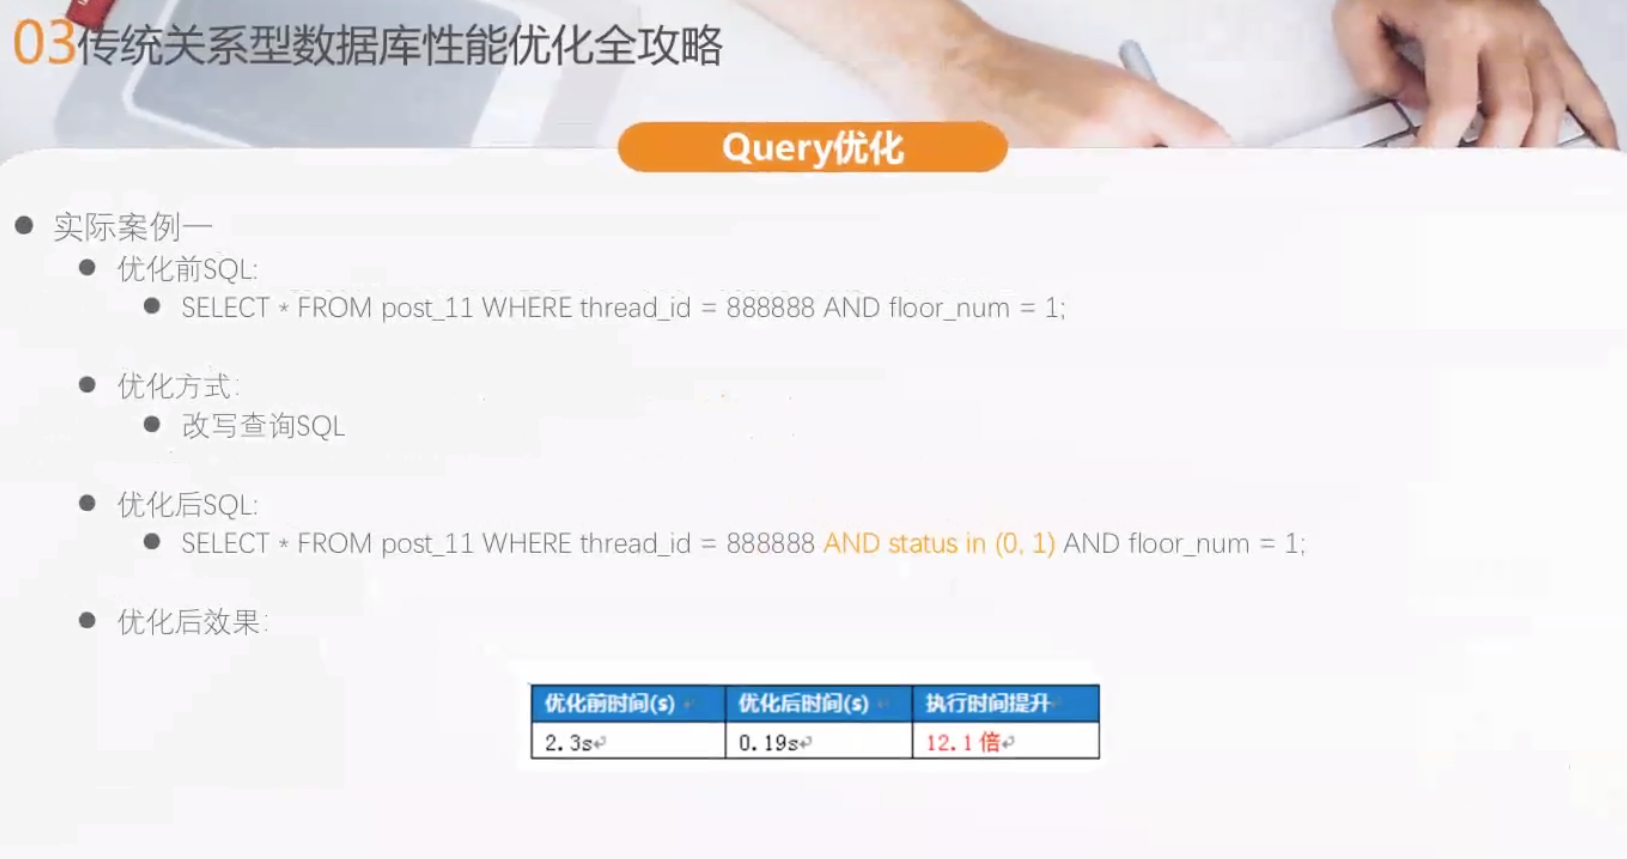 03传统关系型数据库性能优化全攻略
Query优化
实际案例一
优化前SQL:
SELECT * FROM post_11 WHERE thread_id = 888888 AND floor_num = 1;
优化方式:
改写查询SQL
优化后SQL:
SELECT * FROM post_11 WHERE thread_id = 888888 AND status in (0, 1) AND floor_num = 1;
优化后效果:
优化前时间(s) 优化后时间(s) 执行时间提升
2.3s 0.19s 12.1 倍